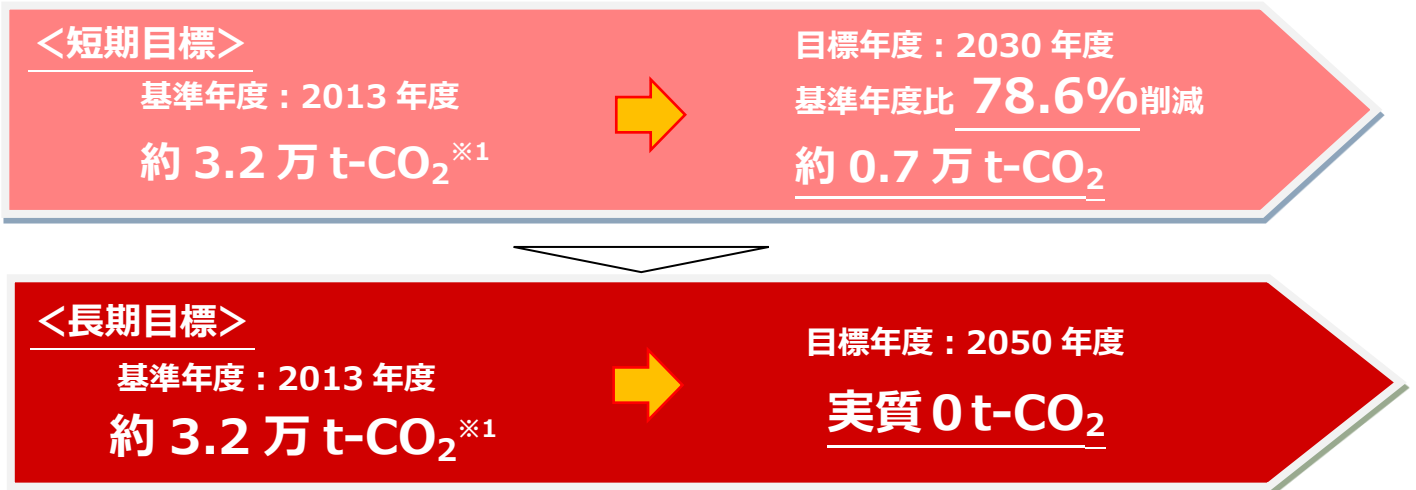 ＜短期目標＞
基準年度：2013 年度
約 3.2 万 t-CO₂※1
目標年度：2030 年度
基準年度比 78.6%削減
約 0.7 万 t-CO₂
＜長期目標＞
基準年度：2013 年度
約 3.2 万 t-CO₂※1
目標年度：2050 年度
実質 0 t-CO₂